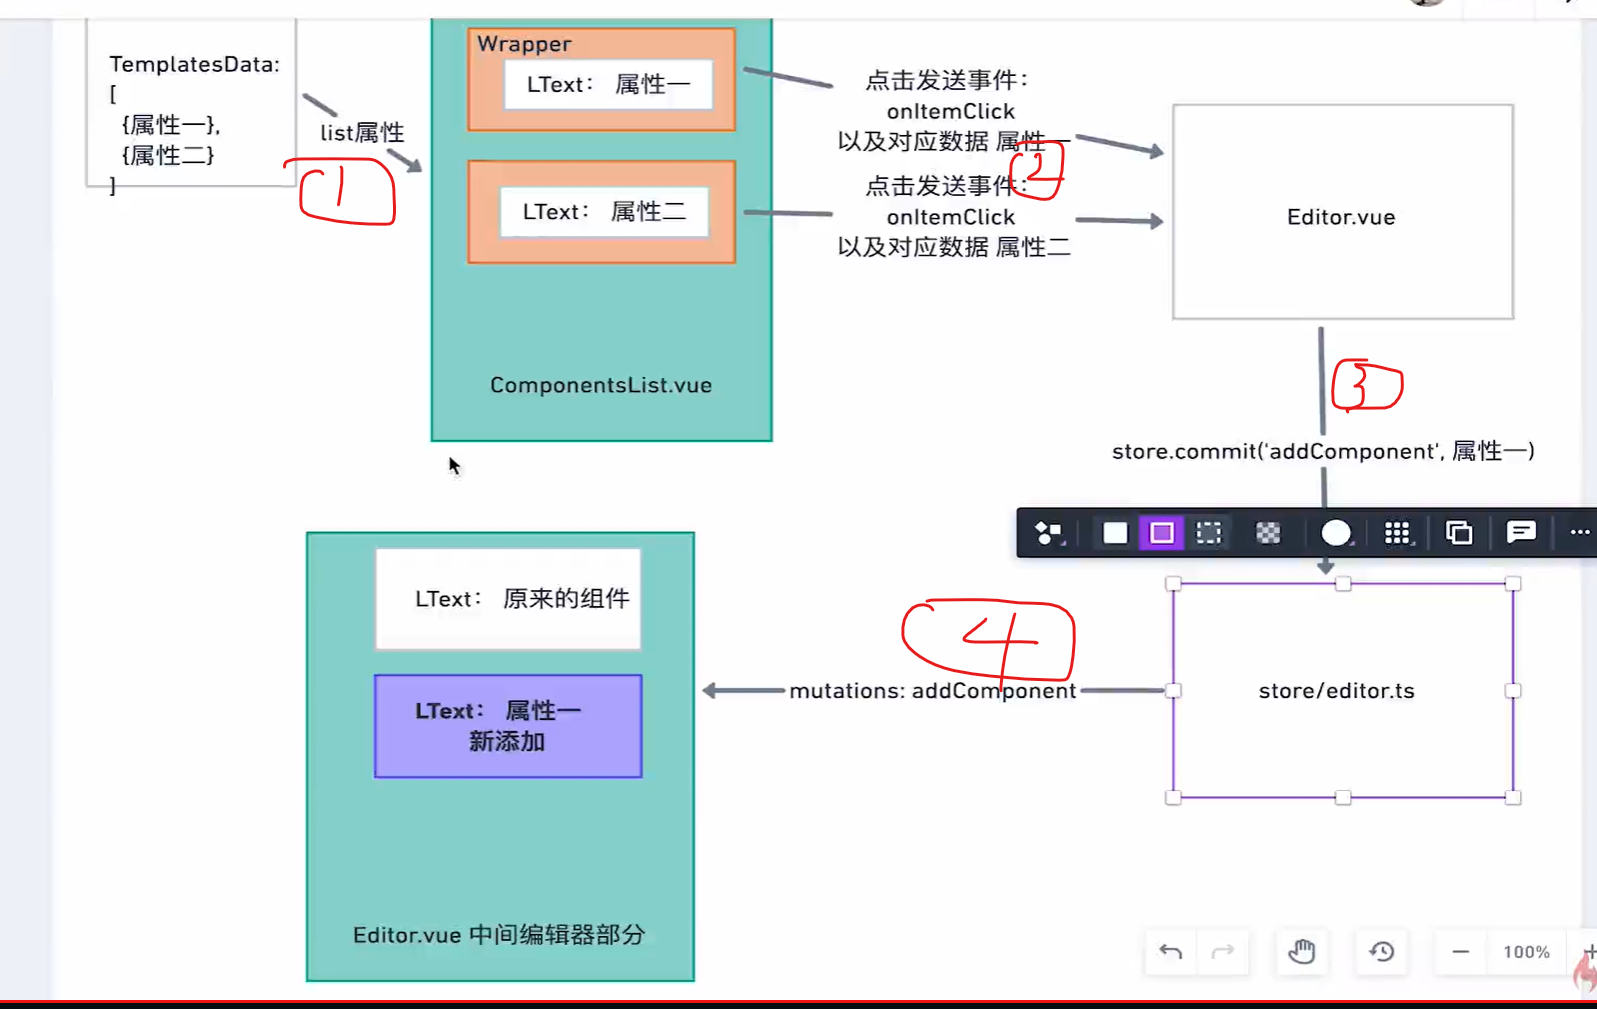 TemplatesData:
[
{属性一},
{属性二}
]
list属性
1
Wrapper
LText： 属性一
LText： 属性二
ComponentsList.vue
点击发送事件：
onItemClick
以及对应数据 属性一
2
点击发送事件：
onItemClick
以及对应数据 属性二
Editor.vue
3
store.commit('addComponent', 属性一)
store/editor.ts
4
mutations: addComponent
LText： 原来的组件
LText： 属性一
新添加
Editor.vue 中间编辑器部分
100%